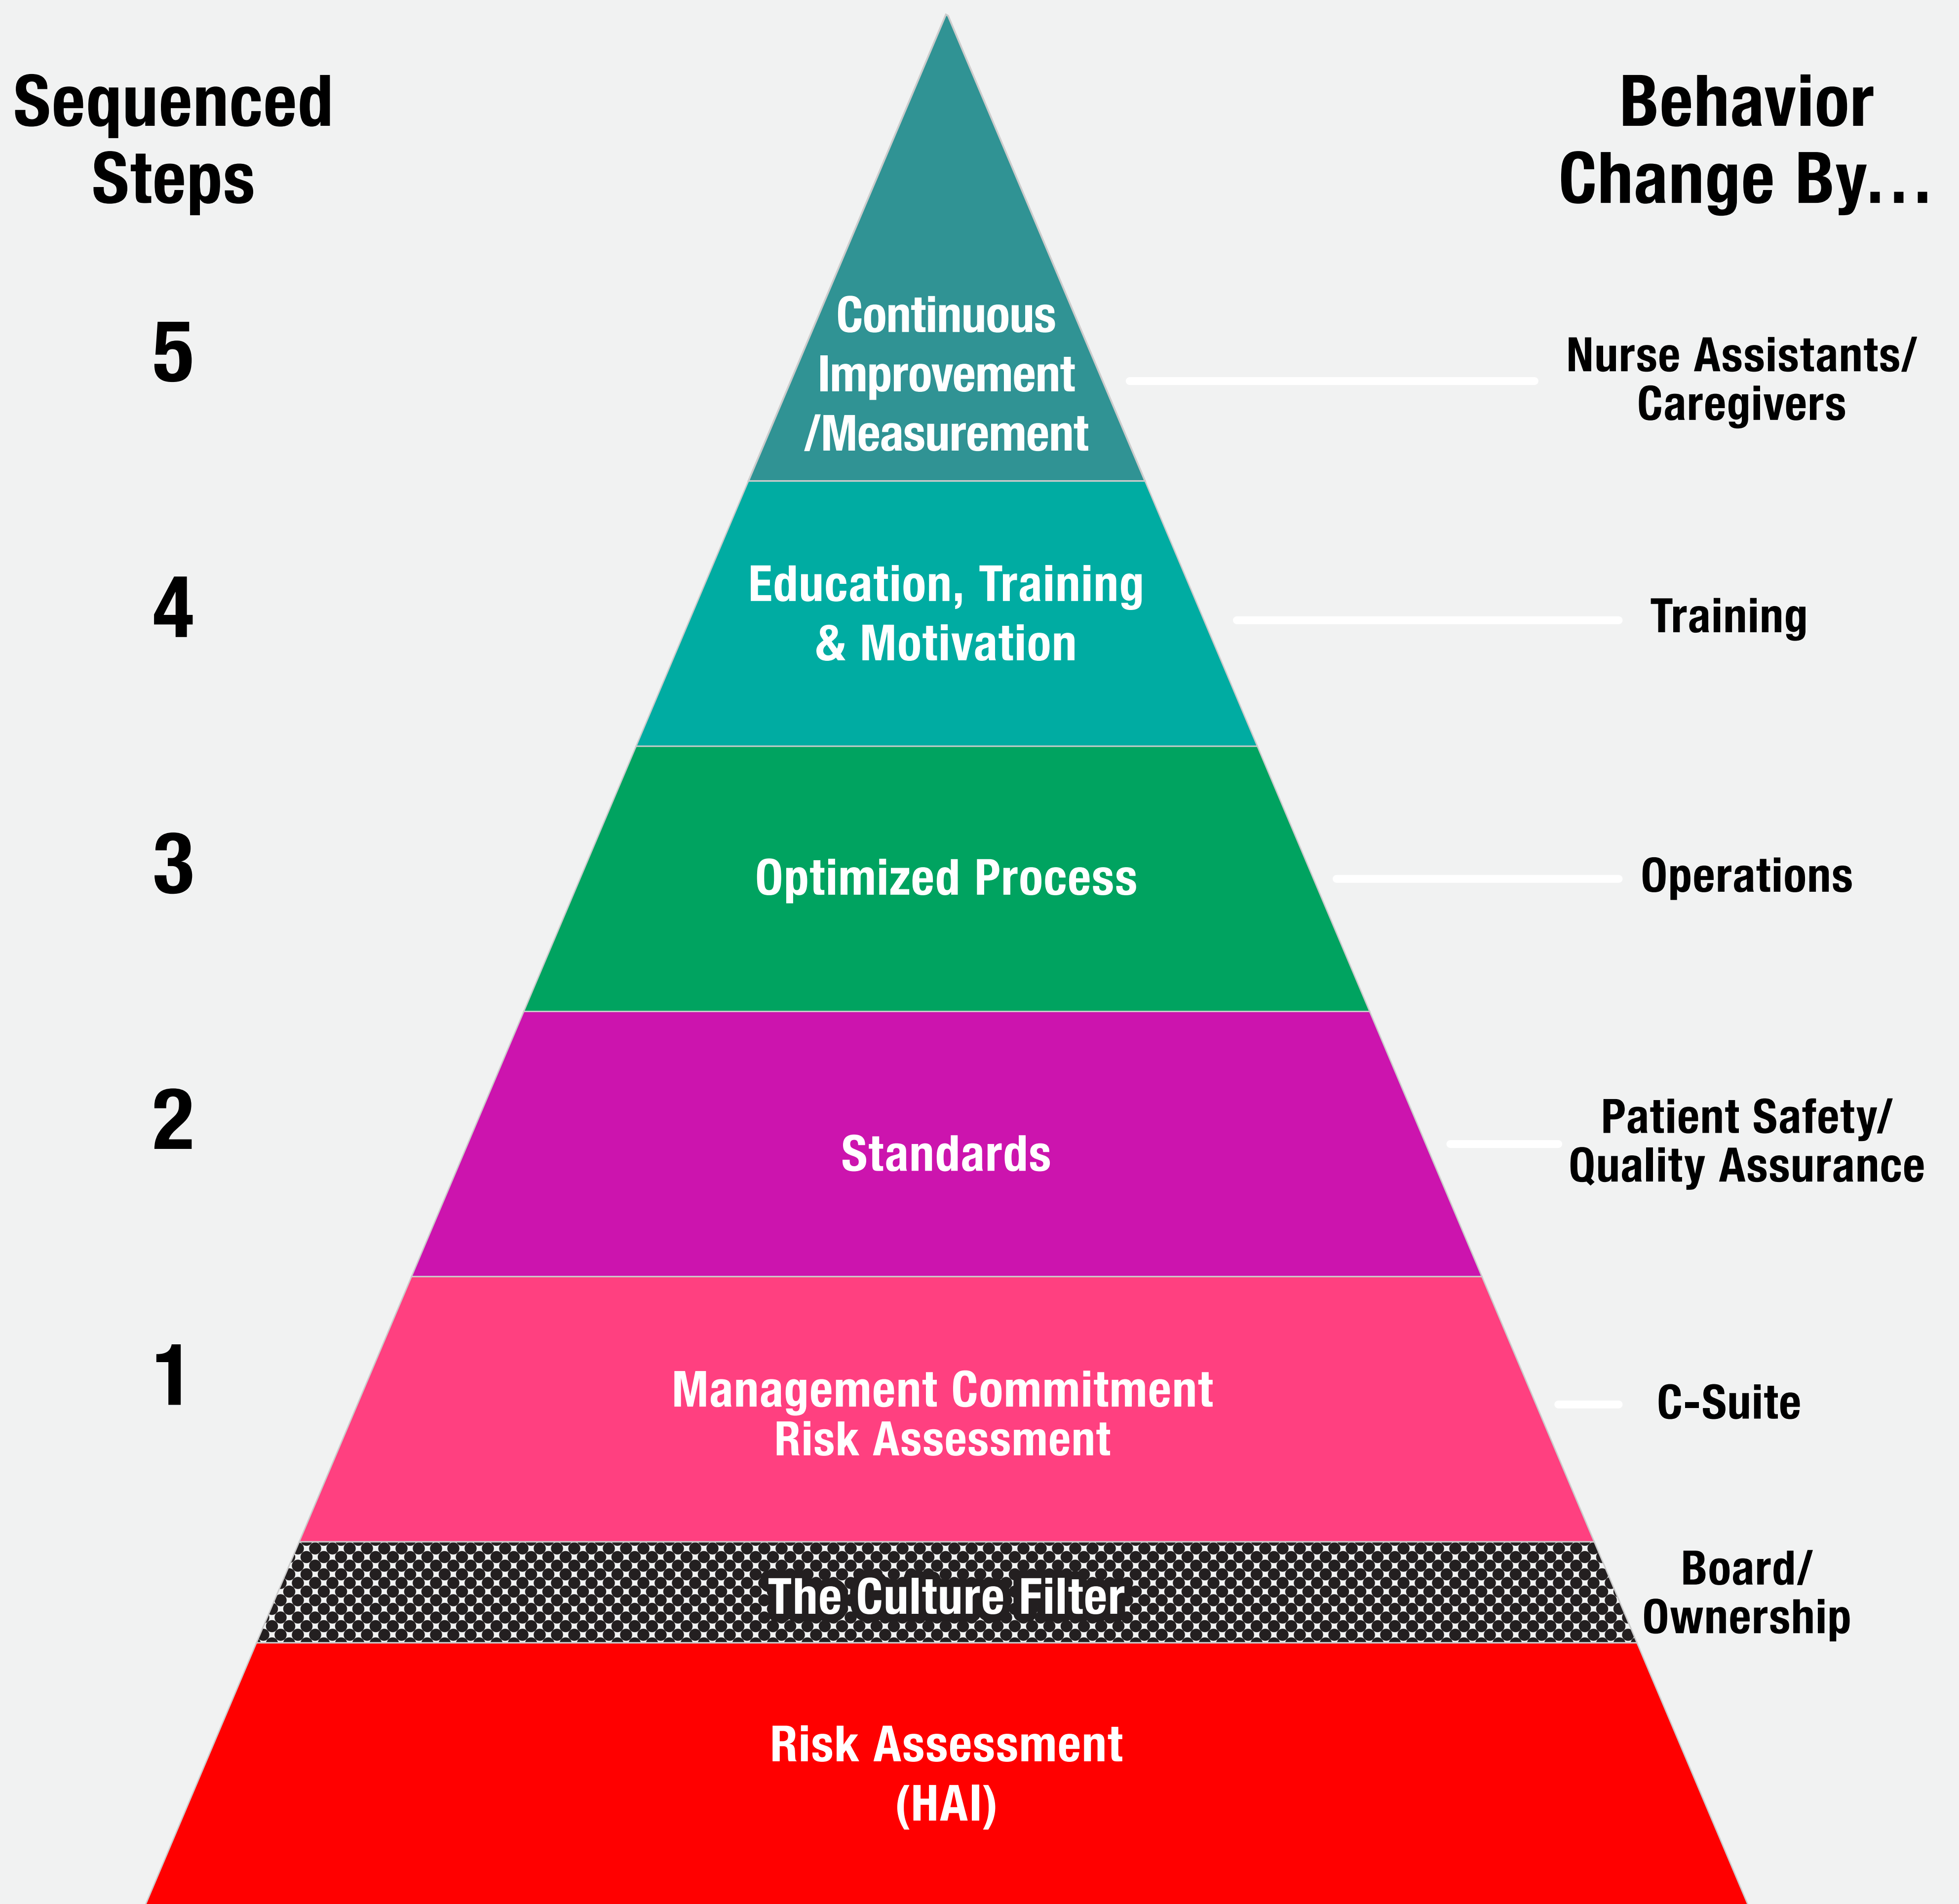 Sequenced
Steps
Behavior
Change By...
5
Continuous
Improvement
/Measurement
Nurse Assistants/
Caregivers
4
Education, Training
& Motivation
Training
3
Optimized Process
Operations
2
Standards
Patient Safety/
Quality Assurance
1
Management Commitment
Risk Assessment
C-Suite
The Culture Filter
Board/
Ownership
Risk Assessment
(HAI)